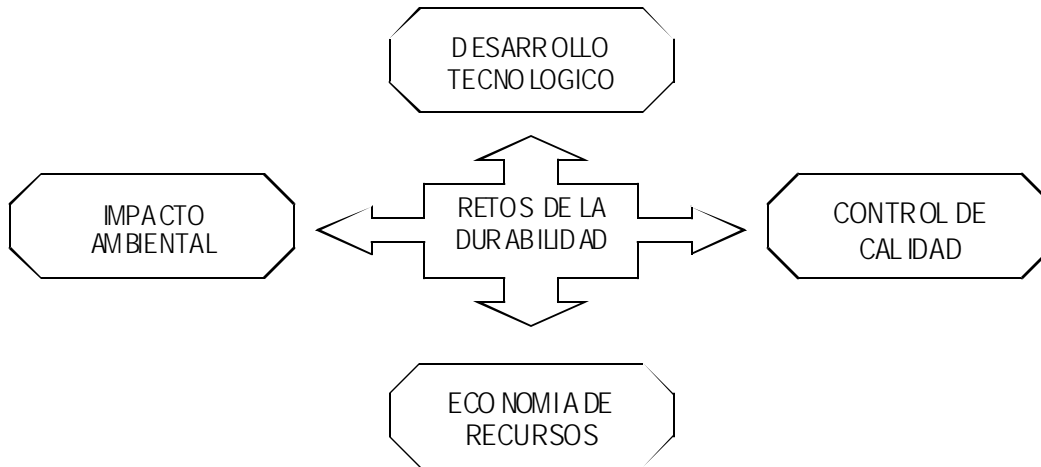 DESARROLLO
TECNOLOGICO
IMPACTO
AMBIENTAL
RETOS DE LA
DURABILIDAD
CONTROL DE
CALIDAD
ECONOMIA DE
RECURSOS